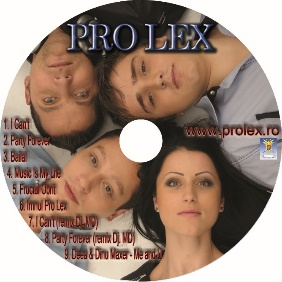 PRO LEX
www.prolex.ro
1. I Can't
2. Party Forever
3. Baila!
4. Music Is My Life
5. Fructul Oprit
6. Imnul Pro Lex
7. I Can't (remix Dj. MD)
8. Party Forever (remix Dj. MD)
9. Deea & Dinu Maxer - Me and U